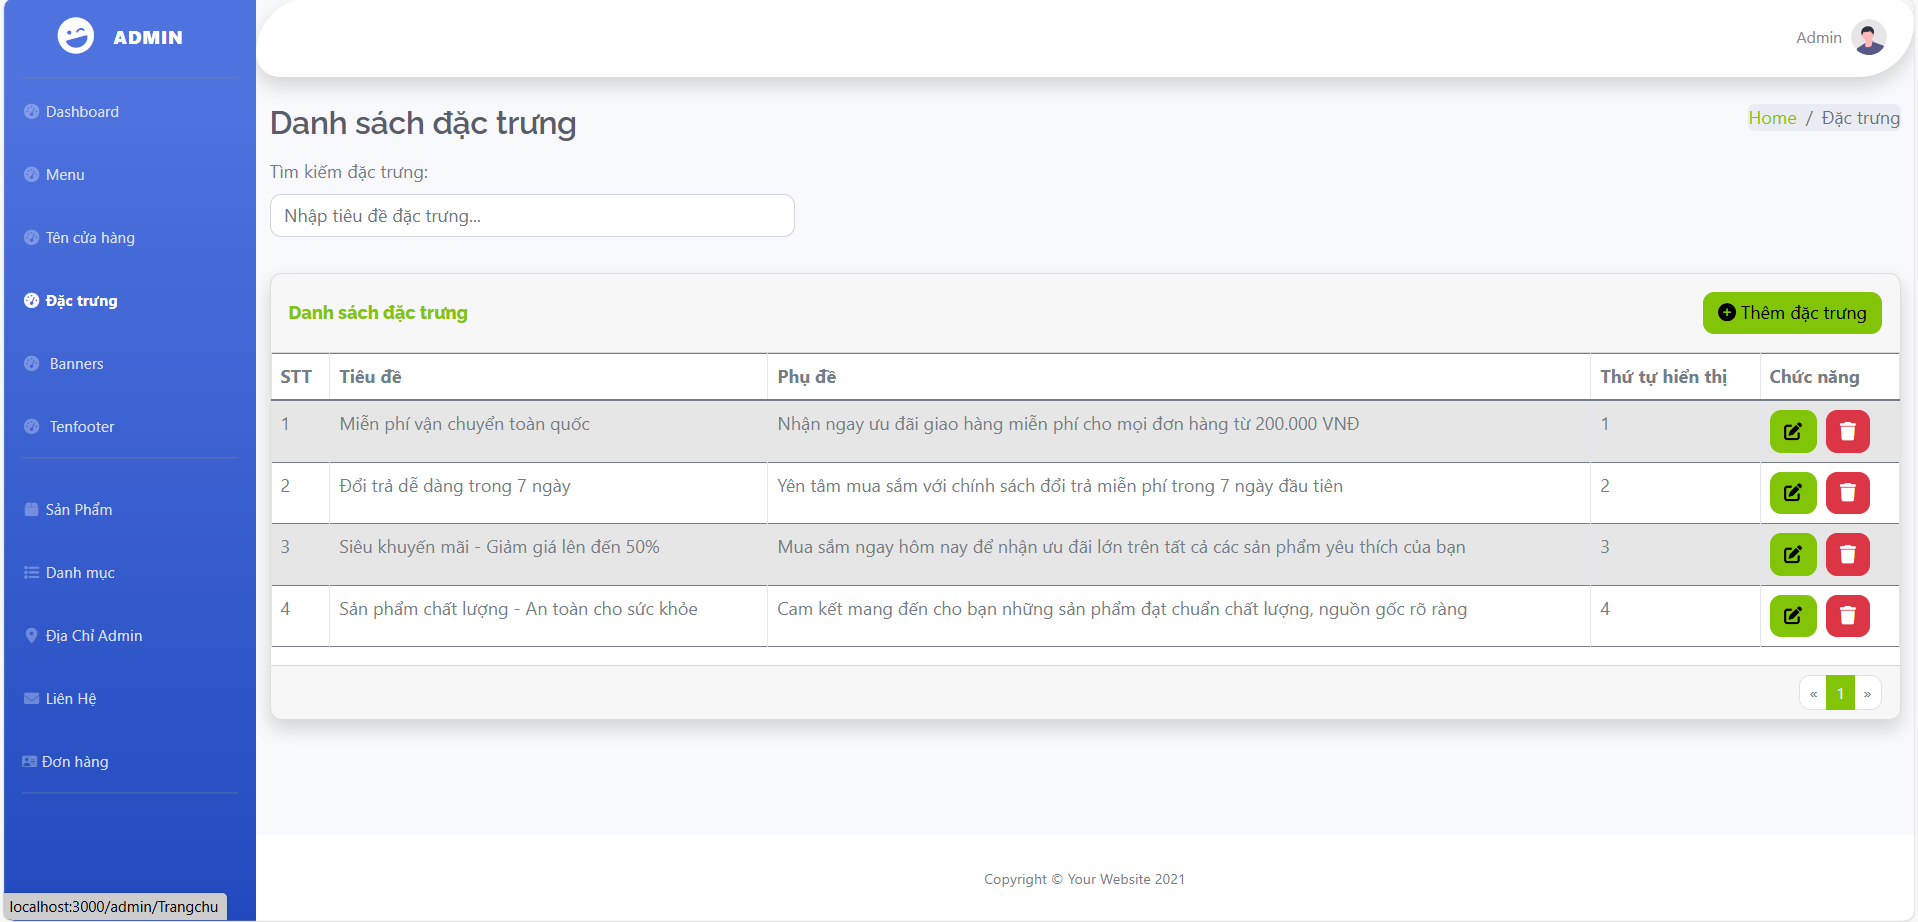 ADMIN
Admin
Dashboard
Menu
Tên cửa hàng
Đặc trưng
Banners
Tenfooter
Sản Phẩm
Danh mục
Địa Chỉ Admin
Liên Hệ
Đơn hàng
Danh sách đặc trưng
Home / Đặc trưng
Tìm kiếm đặc trưng:
Nhập tiêu đề đặc trưng...
Danh sách đặc trưng
Thêm đặc trưng
STT Tiêu đề Phụ đề Thứ tự hiển thị Chức năng
1 Miễn phí vận chuyển toàn quốc Nhận ngay ưu đãi giao hàng miễn phí cho mọi đơn hàng từ 200.000 VNĐ 1
2 Đổi trả dễ dàng trong 7 ngày Yên tâm mua sắm với chính sách đổi trả miễn phí trong 7 ngày đầu tiên 2
3 Siêu khuyến mãi - Giảm giá lên đến 50% Mua sắm ngay hôm nay để nhận ưu đãi lớn trên tất cả các sản phẩm yêu thích của bạn 3
4 Sản phẩm chất lượng - An toàn cho sức khỏe Cam kết mang đến cho bạn những sản phẩm đạt chuẩn chất lượng, nguồn gốc rõ ràng 4
« 1 »
Copyright © Your Website 2021
localhost:3000/admin/Trangchu